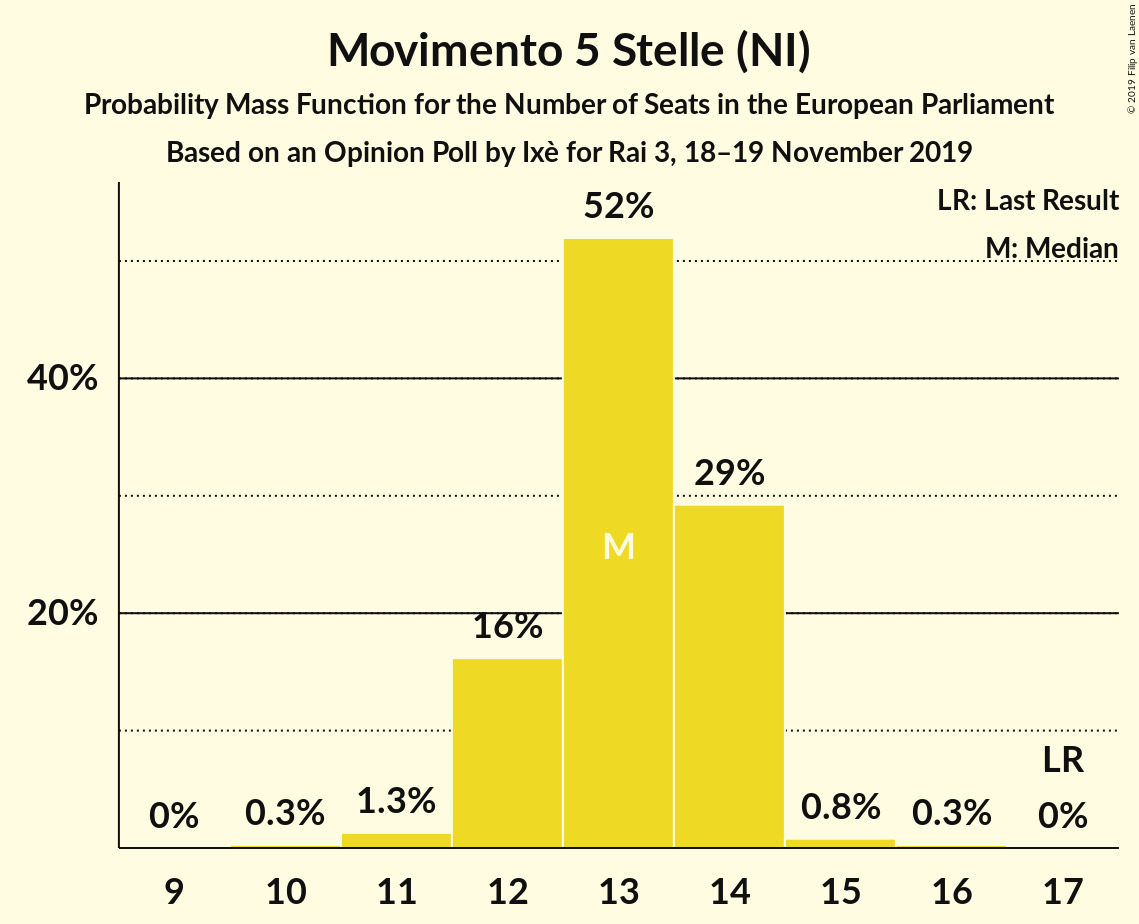 Movimento 5 Stelle (NI)
Probability Mass Function for the Number of Seats in the European Parliament
Based on an Opinion Poll by Ixè for Rai 3, 18–19 November 2019
© 2019 Filip van Laenen
LR: Last Result
M: Median
52%
40%
29%
M
20%
16%
LR
0%
0.3%
1.3%
0.8%
0.3%
0%
9 10 11 12 13 14 15 16 17